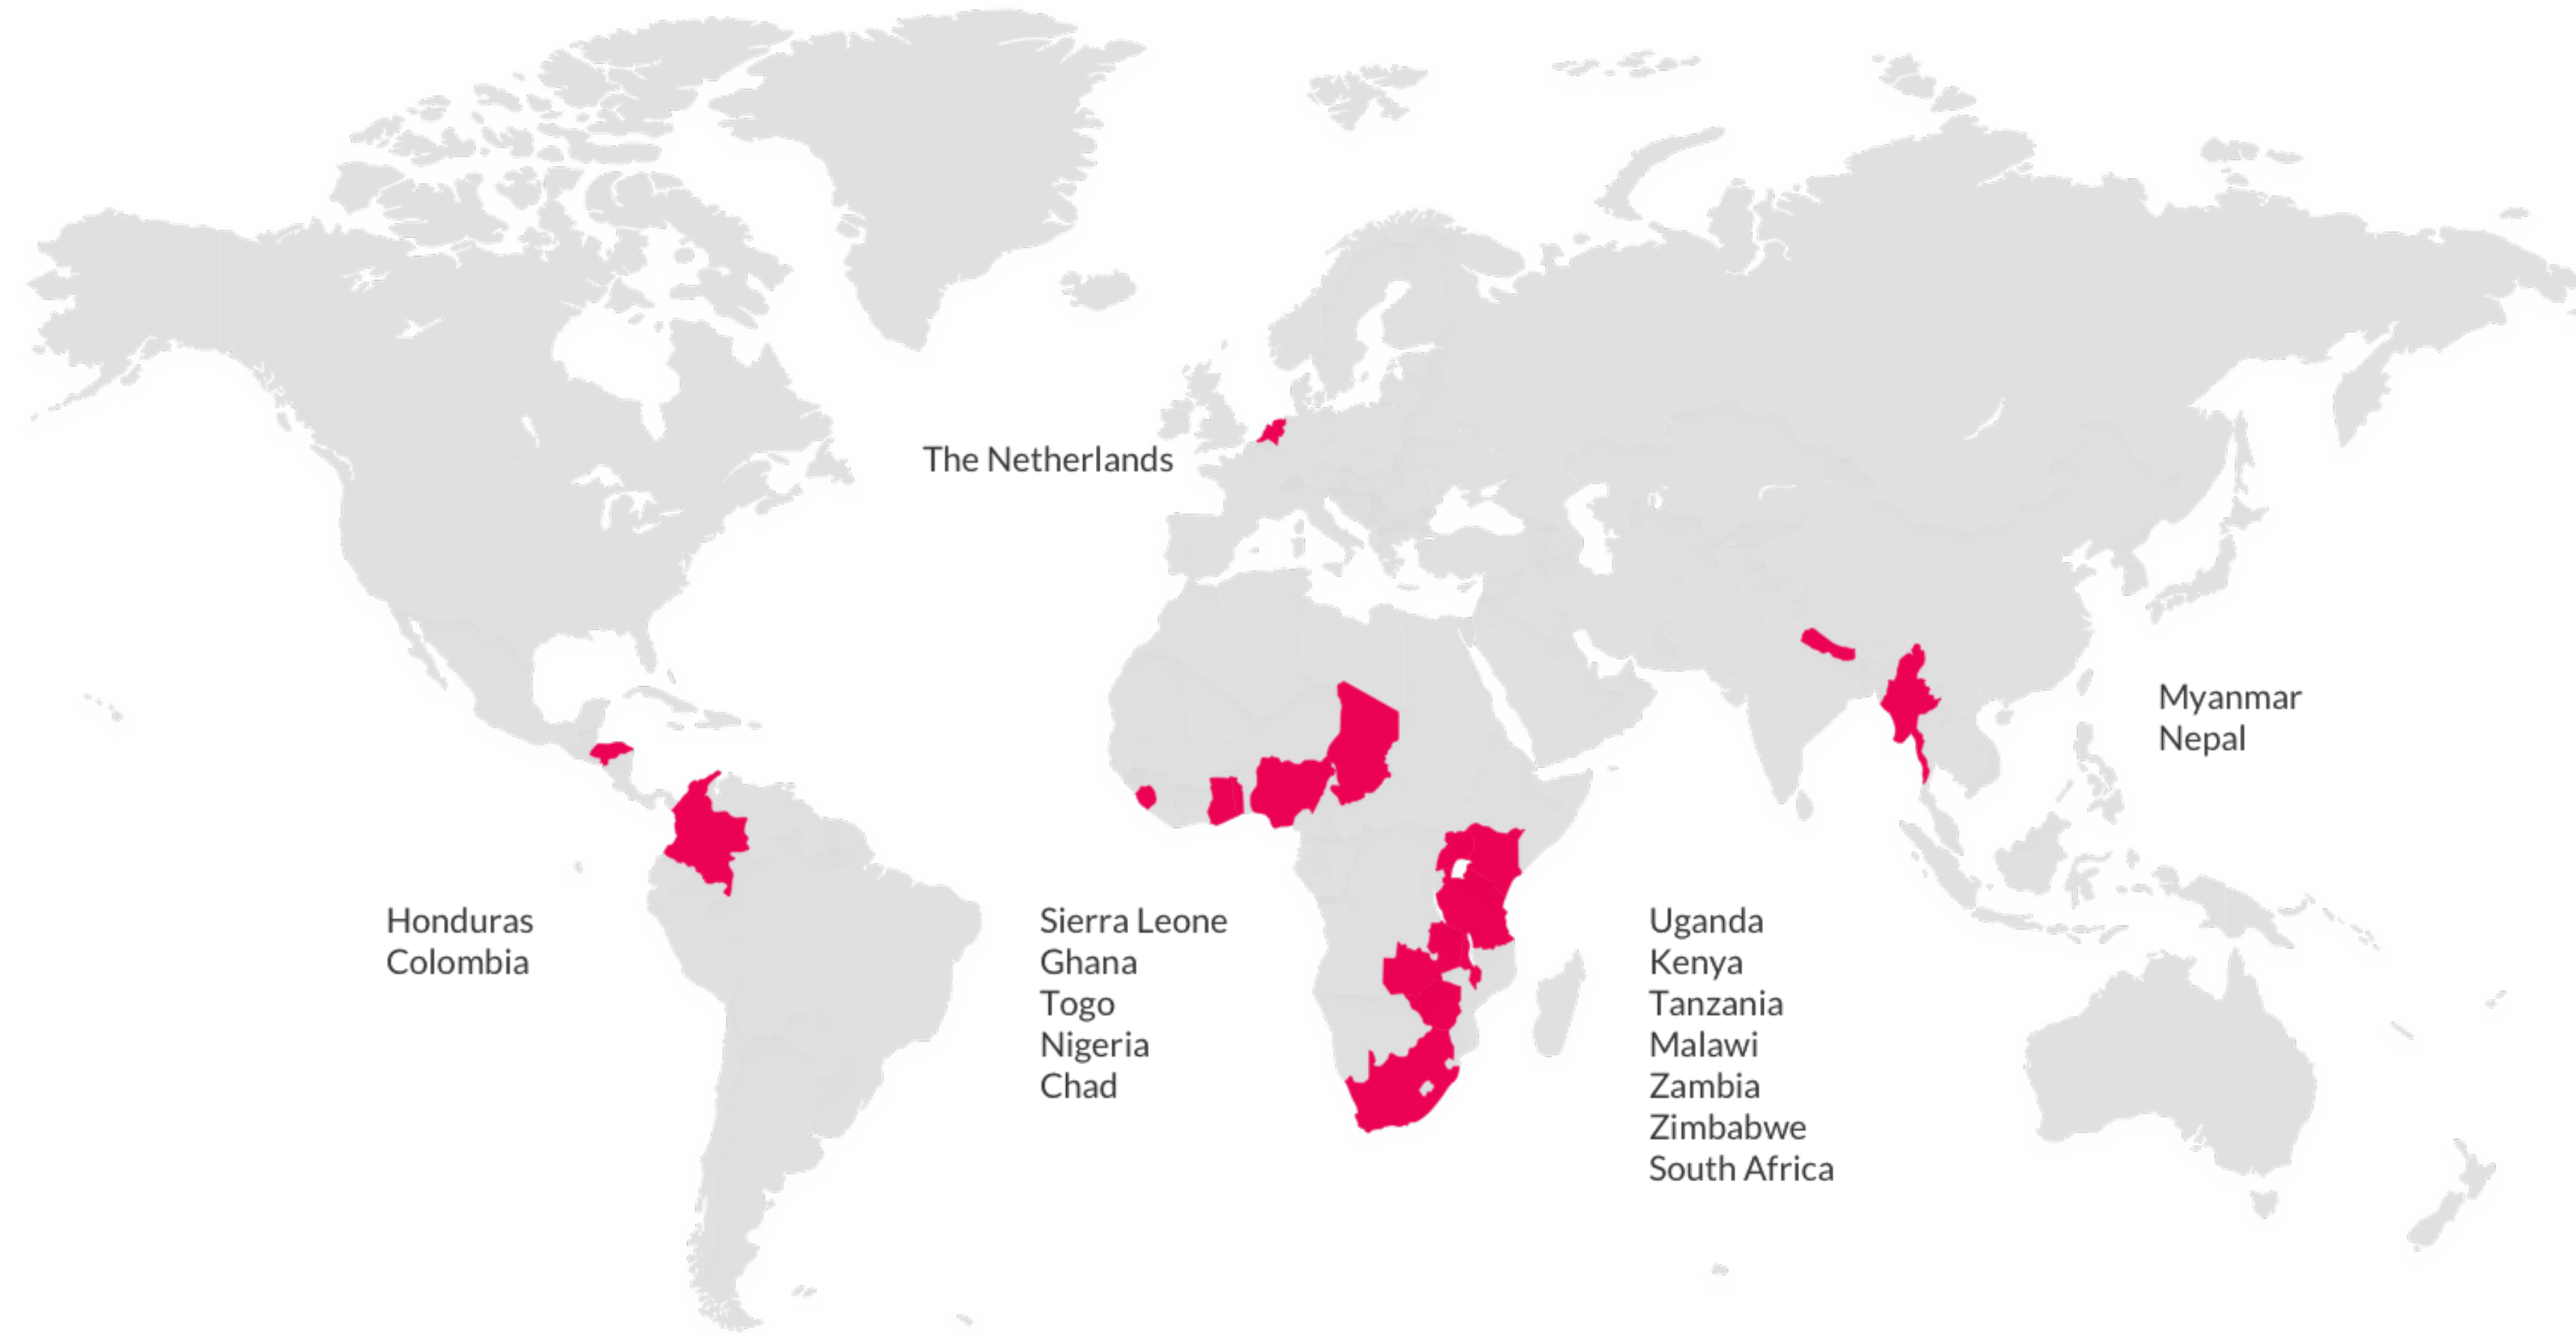 The Netherlands
Myanmar
Nepal
Honduras
Colombia
Sierra Leone
Ghana
Togo
Nigeria
Chad
Uganda
Kenya
Tanzania
Malawi
Zambia
Zimbabwe
South Africa